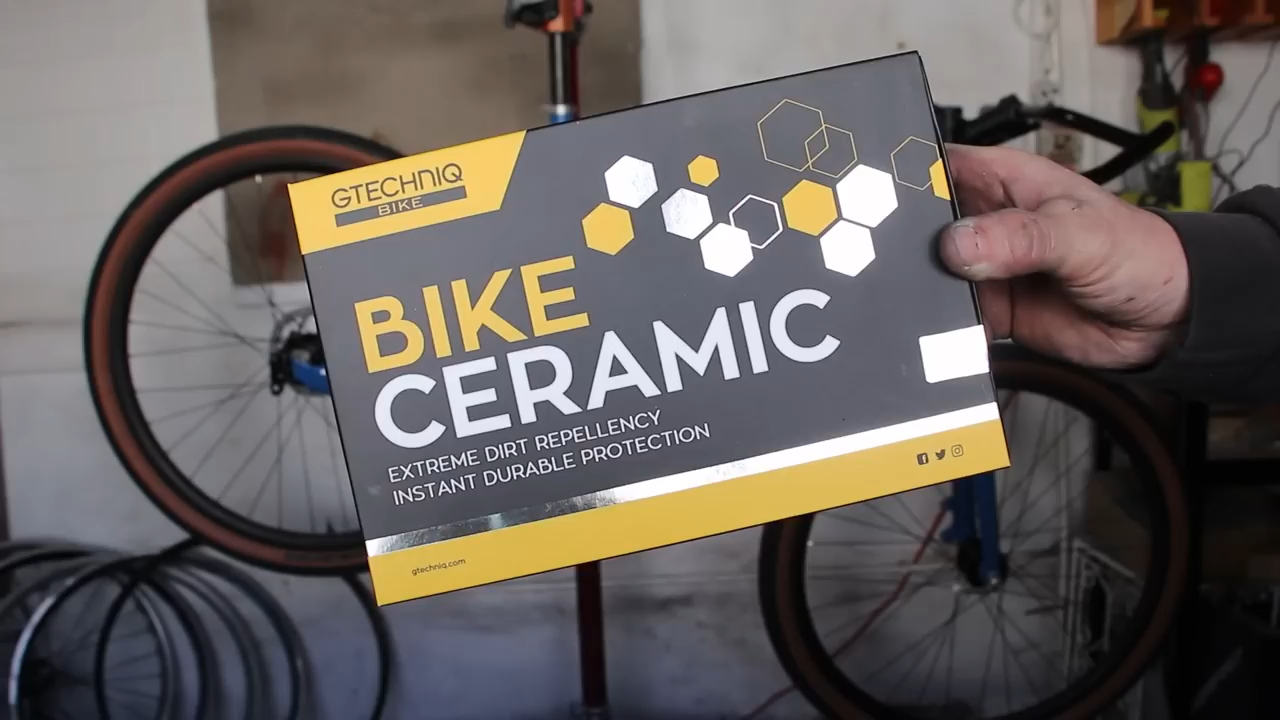 GTECHNIQ
BIKE
BIKE
CERAMIC
EXTREME DIRT REPELLENCY
INSTANT DURABLE PROTECTION
gtechniq.com